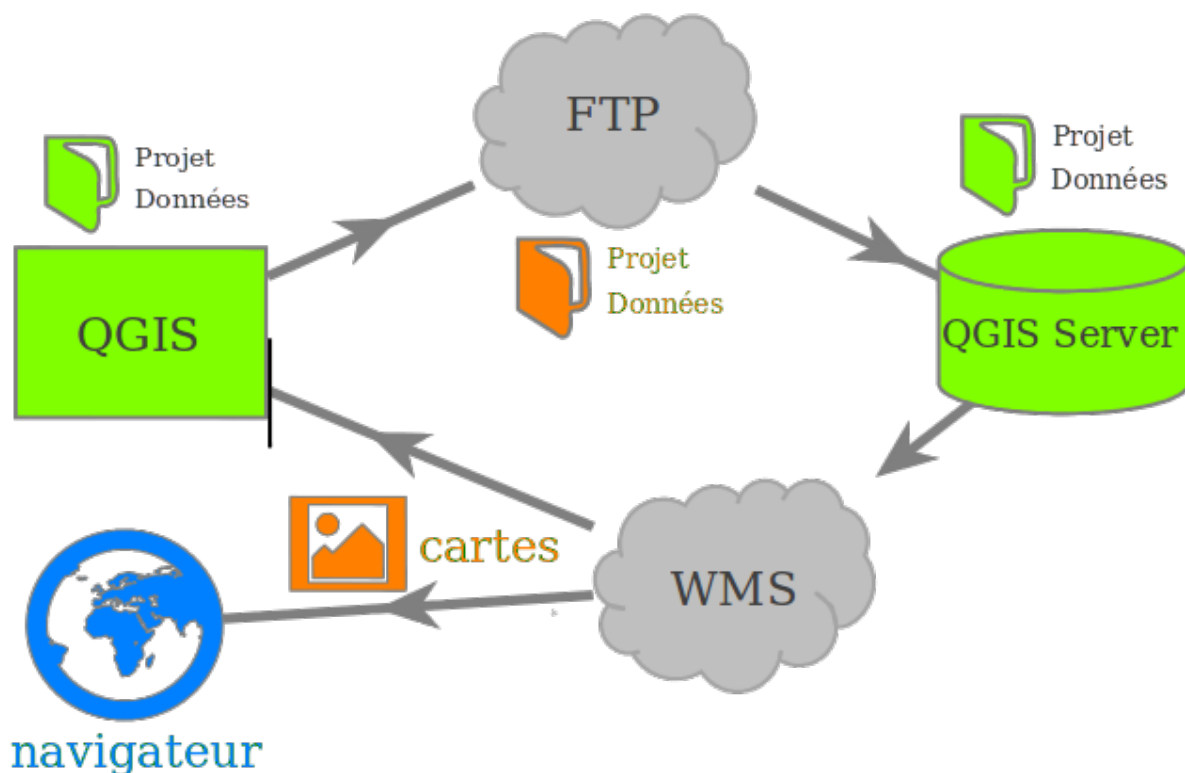 FTP
Projet
Données
Projet
Données
Projet
Données
QGIS
QGIS Server
cartes
WMS
navigateur